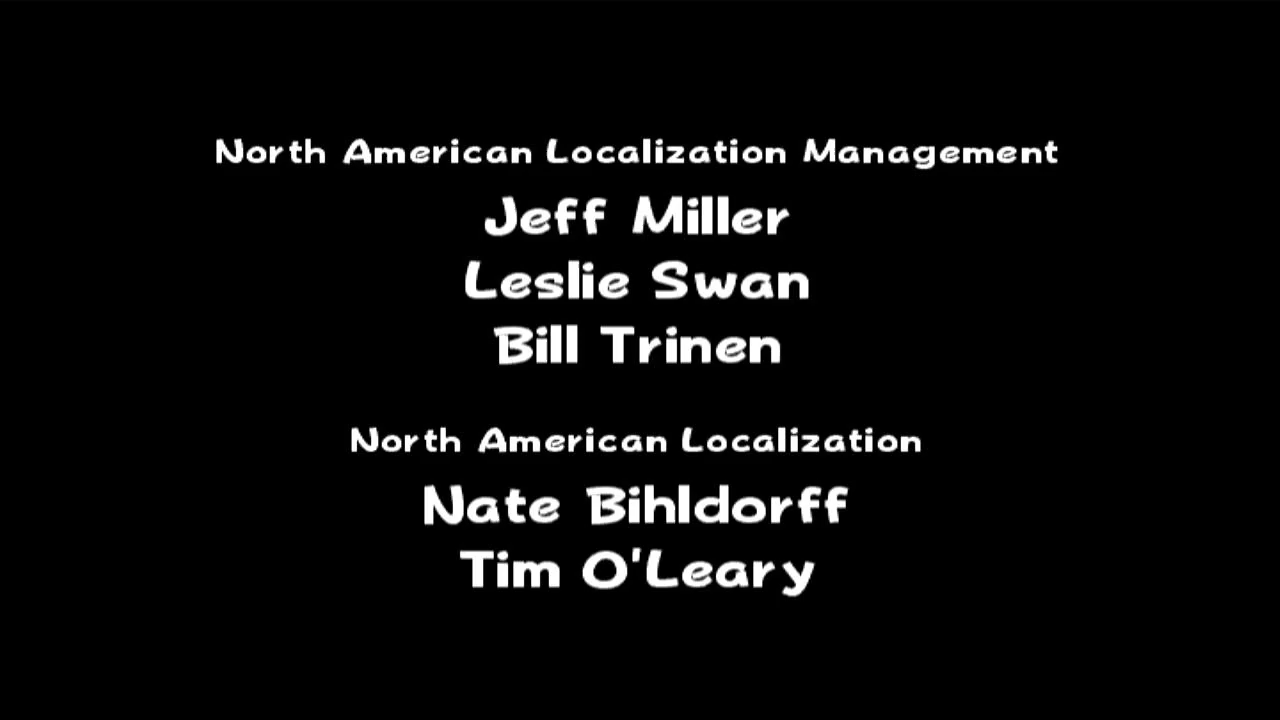 North American Localization Management
Jeff Miller
Leslie Swan
Bill Trinen
North American Localization
Nate Bihldorff
Tim O'Leary